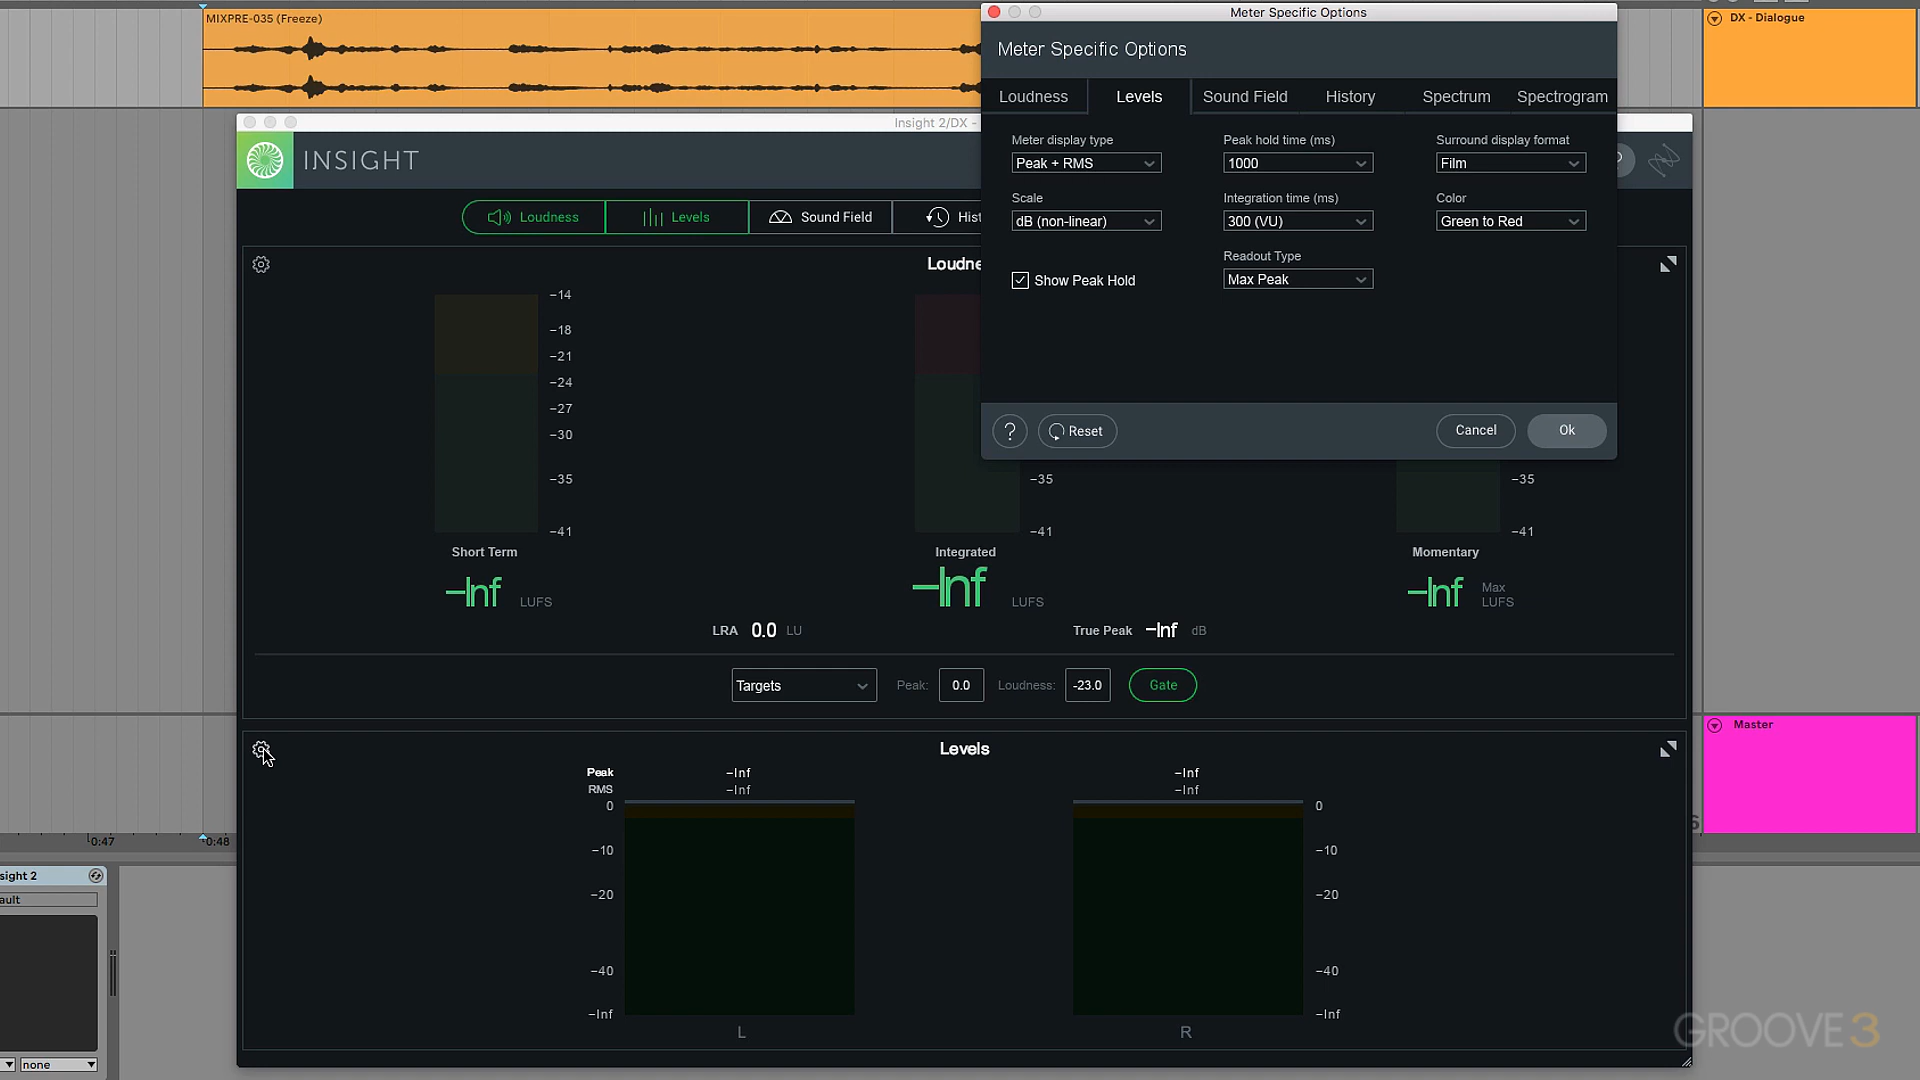 MIXPRE-035 (Freeze)
Meter Specific Options
DX - Dialogue
Meter Specific Options
Loudness Levels Sound Field History Spectrum Spectrogram
Insight 2/DX -
Meter display type Peak hold time (ms) Surround display format
Peak + RMS 1000 Film
Scale Integration time (ms) Color
dB (non-linear) 300 (VU) Green to Red
Readout Type
Show Peak Hold Max Peak
? Reset Cancel Ok
INSIGHT
Loudness Levels Sound Field Hist
Loudne
-14
-18
-21
-24
-27
-30
-35 -35 -35
-41 -41 -41
Short Term Integrated Momentary
-Inf LUFS -Inf LUFS -Inf Max LUFS
LRA 0.0 LU True Peak -Inf dB
Targets Peak: 0.0 Loudness: -23.0 Gate
Master
Levels
Peak -Inf -Inf
RMS -Inf -Inf
0 0
-10 -10
-20 -20
-40 -40
-Inf -Inf
L R
0:47 0:48
sight 2
ault
none
GROOVE 3